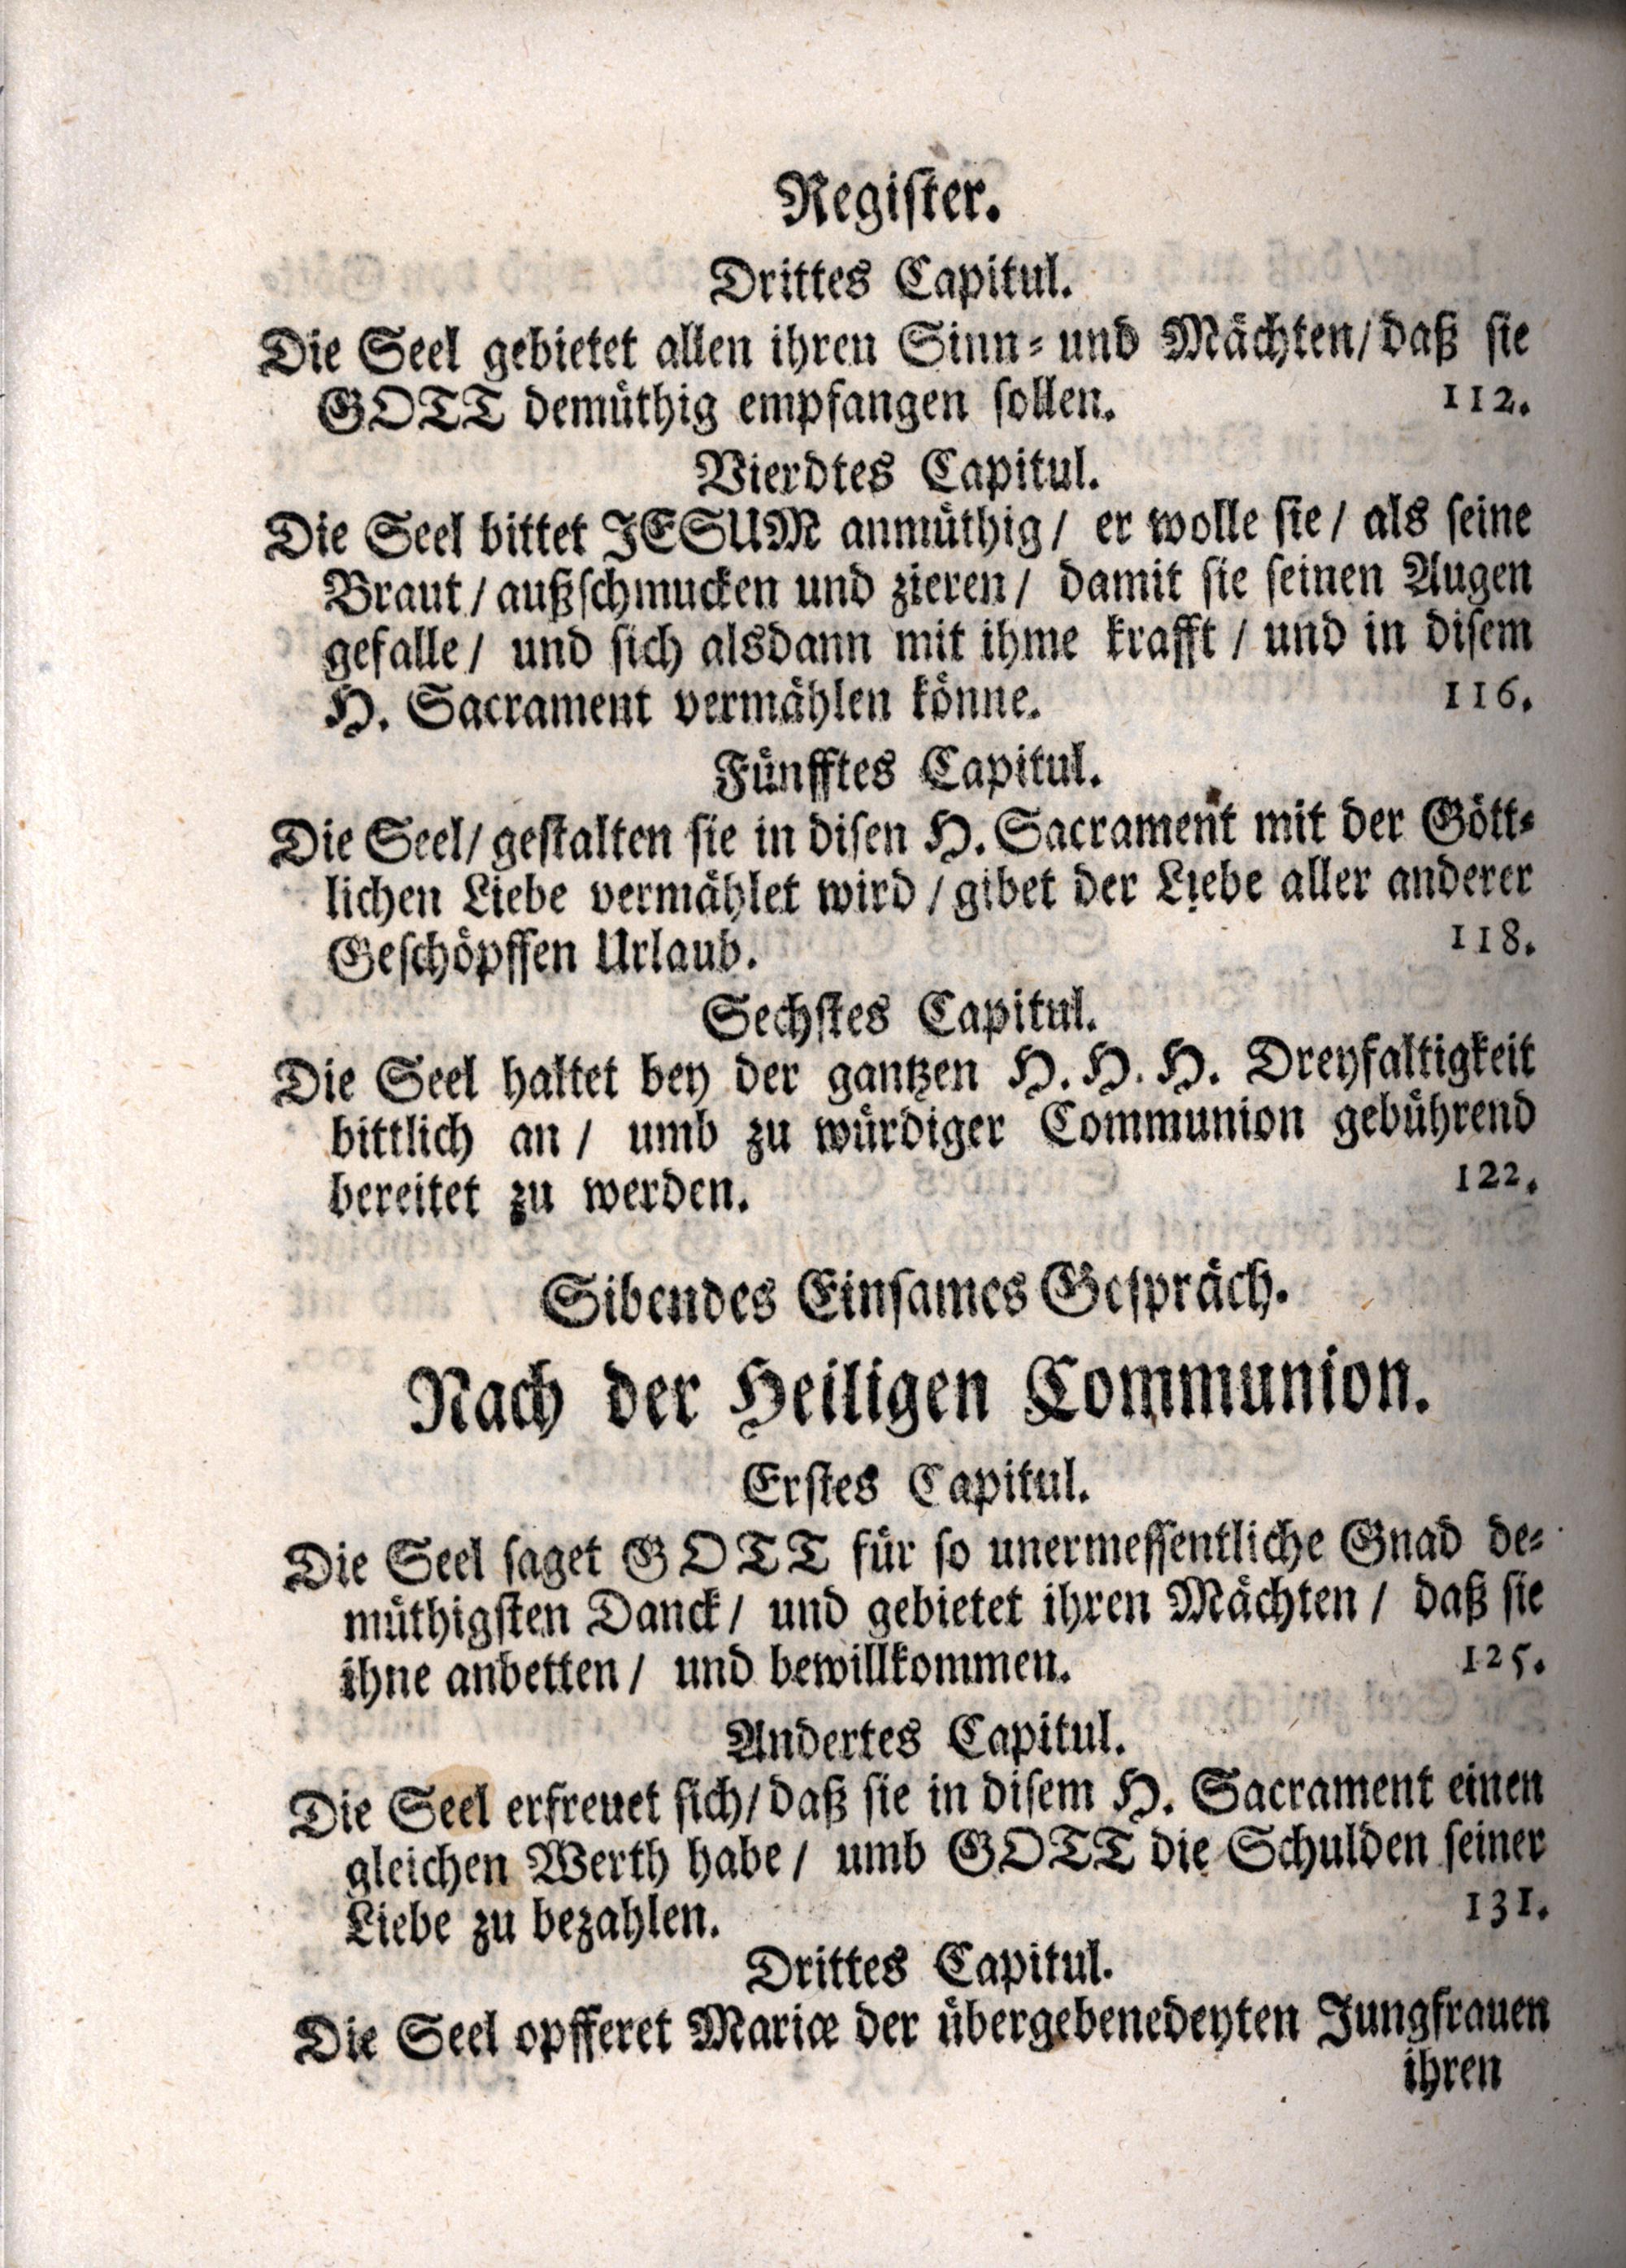 Register.
Drittes Capitul.
Die Seel gebietet allen ihren Sinn- und Mächten/ daß sie
GOTT demüthig empfangen sollen. 112.
Vierdtes Capitul.
Die Seel bittet JESUM anmüthig/ er wolle sie/ als seine
Braut/ außschmucken und zieren/ damit sie seinen Augen
gefalle/ und sich alsdann mit ihme krafft/ und in disem
H. Sacrament vermählen könne. 116.
Fünfftes Capitul.
Die Seel/ gestalten sie in disen H. Sacrament mit der Gött-
lichen Liebe vermählet wird/ gibet der Liebe aller anderer
Geschöpffen Urlaub. 118.
Sechstes Capitul.
Die Seel haltet bey der gantzen H. H. H. Dreyfaltigkeit
bittlich an/ umb zu würdiger Communion gebührend
bereitet zu werden. 122.
Sibendes Einsames Gespräch.
Nach der Heiligen Communion.
Erstes Capitul.
Die Seel saget GOTT für so unermessentliche Gnad de-
müthigsten Danck/ und gebietet ihren Mächten/ daß sie
ihne anbetten/ und bewillkommen. 125.
Andertes Capitul.
Die Seel erfreuet sich/ daß sie in disem H. Sacrament einen
gleichen Werth habe/ umb GOTT die Schulden seiner
Liebe zu bezahlen. 131.
Drittes Capitul.
Die Seel opfferet Mariæ der übergebenedeyten Jungfrauen
ihren